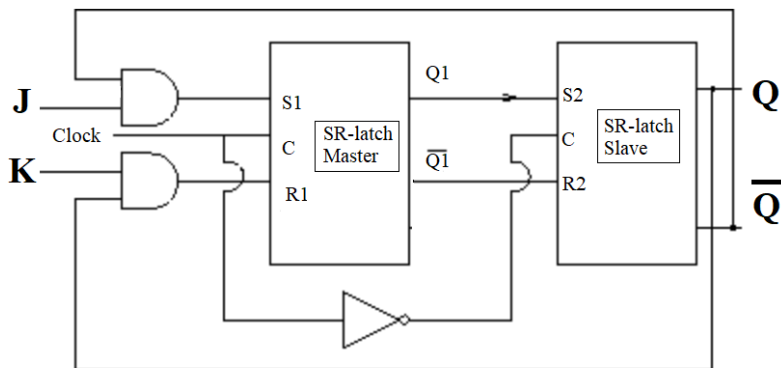 J
Clock
K
S1
C
R1
SR-latch
Master
Q1
Q1̅
S2
C
R2
SR-latch
Slave
Q
Q̅